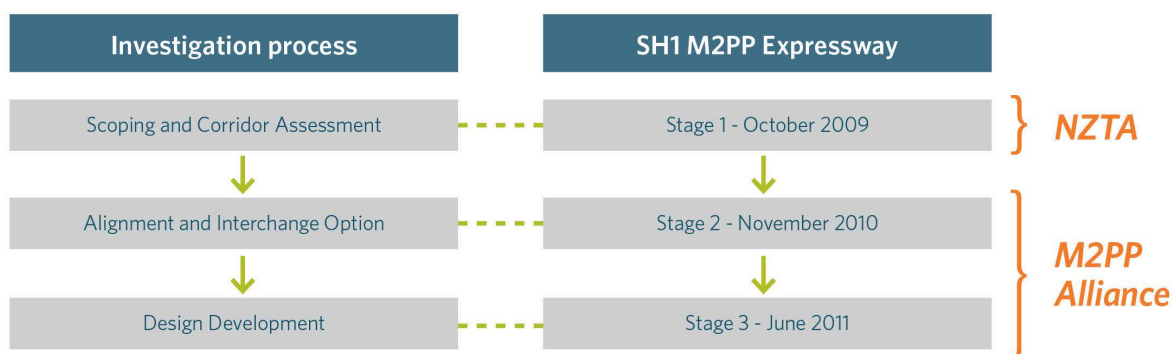 Investigation process
SH1 M2PP Expressway
Scoping and Corridor Assessment
Stage 1 - October 2009
NZTA
Alignment and Interchange Option
Stage 2 - November 2010
M2PP
Alliance
Design Development
Stage 3 - June 2011